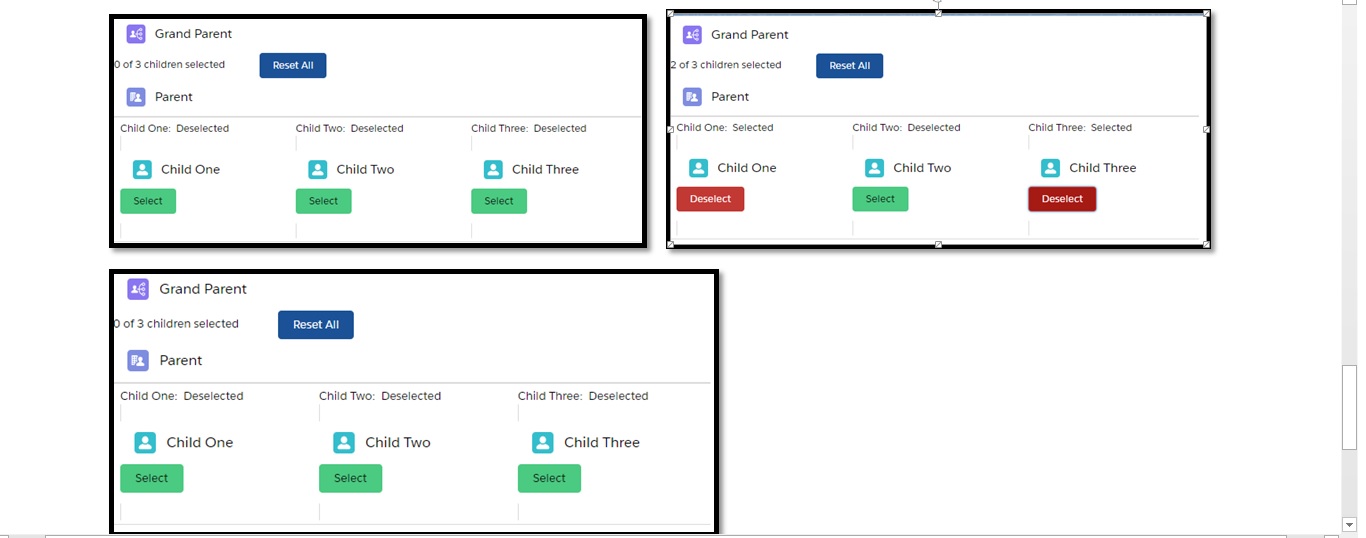 Grand Parent
0 of 3 children selected Reset All
Parent
Child One: Deselected Child Two: Deselected Child Three: Deselected
Child One Child Two Child Three
Select Select Select
Grand Parent
2 of 3 children selected Reset All
Parent
Child One: Selected Child Two: Deselected Child Three: Selected
Child One Child Two Child Three
Deselect Select Deselect
Grand Parent
0 of 3 children selected Reset All
Parent
Child One: Deselected Child Two: Deselected Child Three: Deselected
Child One Child Two Child Three
Select Select Select